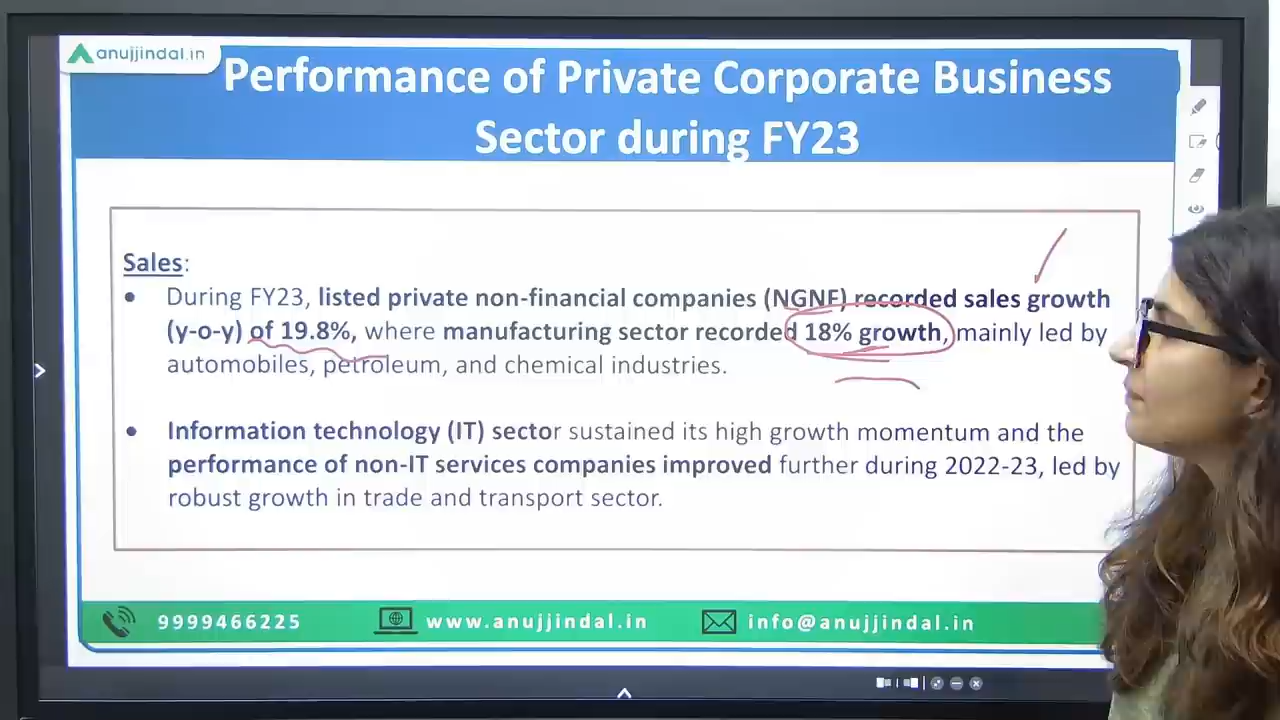 anujjindal.in
Performance of Private Corporate Business
Sector during FY23
Sales:
• During FY23, listed private non-financial companies (NGNF) recorded sales growth
(y-o-y) of 19.8%, where manufacturing sector recorded 18% growth, mainly led by
automobiles, petroleum, and chemical industries.
• Information technology (IT) sector sustained its high growth momentum and the
performance of non-IT services companies improved further during 2022-23, led by
robust growth in trade and transport sector.
9999466225 www.anujjindal.in info@anujjindal.in